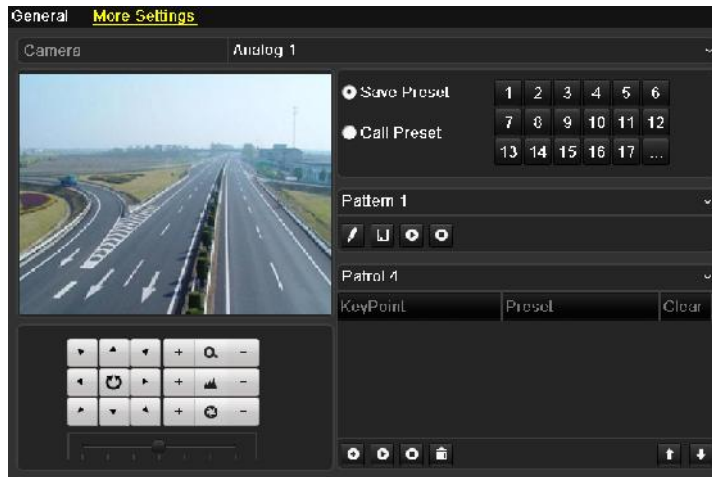 General More Settings
Camera Analog 1
Save Preset
1 2 3 4 5 6
Call Preset
7 8 9 10 11 12
13 14 15 16 17 ...
Pattern 1
Patrol 4
KeyPoint Preset Clear